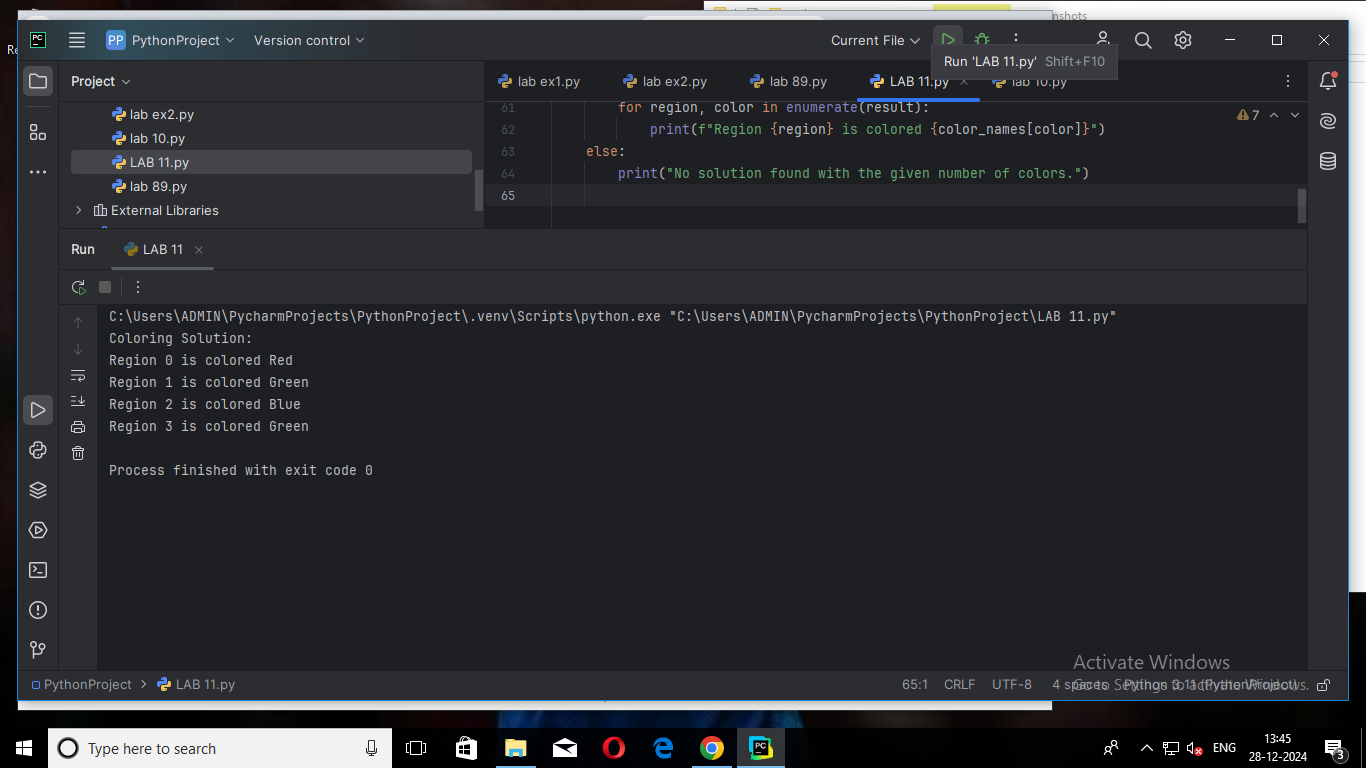 nshots
Re
PC
PP PythonProject
Version control
Current File
Run 'LAB 11.py' Shift+F10
Project
lab ex1.py
lab ex2.py
lab 89.py
LAB 11.py
lab 10.py
lab ex2.py
lab 10.py
LAB 11.py
lab 89.py
External Libraries
61 for region, color in enumerate(result):
62 print(f"Region {region} is colored {color_names[color]}")
63 else:
64 print("No solution found with the given number of colors.")
65
7
Run
LAB 11
C:\Users\ADMIN\PycharmProjects\PythonProject\.venv\Scripts\python.exe "C:\Users\ADMIN\PycharmProjects\PythonProject\LAB 11.py"
Coloring Solution:
Region 0 is colored Red
Region 1 is colored Green
Region 2 is colored Blue
Region 3 is colored Green
Process finished with exit code 0
Activate Windows
Go to Settings to activate Windows.
PythonProject
LAB 11.py
65:1
CRLF
UTF-8
4 spaces
Python 3.11 (PythonProject)
Type here to search
PC
ENG
13:45
28-12-2024
3